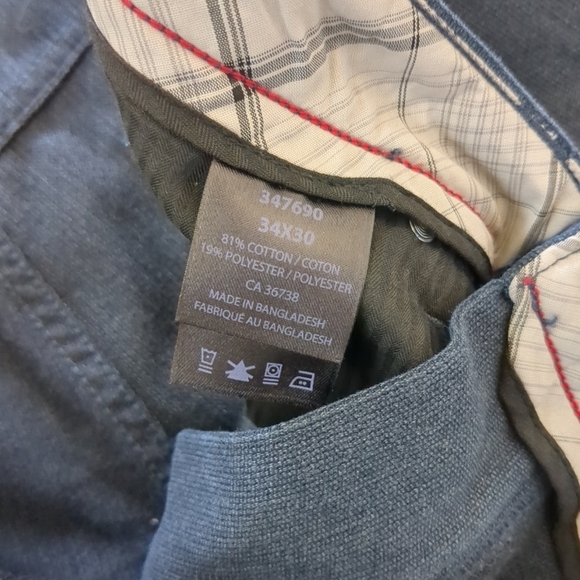 347690
34X30
81% COTTON / COTON
19% POLYESTER / POLYESTER
CA 36738
MADE IN BANGLADESH
FABRIQUÉ AU BANGLADESH